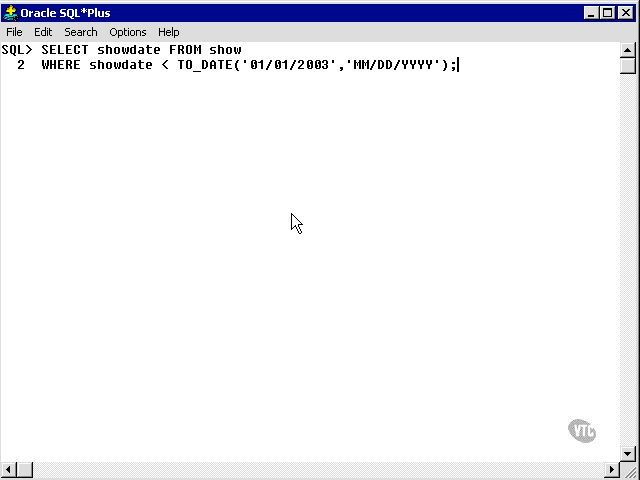 Oracle SQL*Plus
File Edit Search Options Help
SQL> SELECT showdate FROM show
2 WHERE showdate < TO_DATE('01/01/2003','MM/DD/YYYY');
VTC